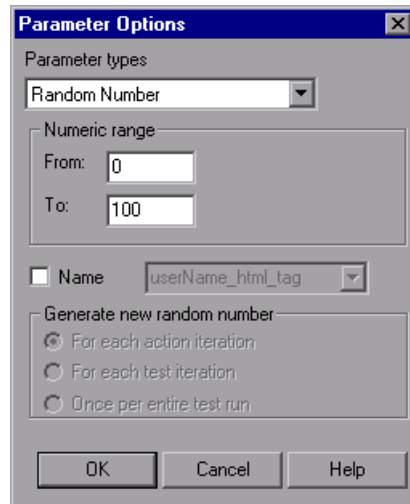 Parameter Options
Parameter types
Random Number
Numeric range
From: 0
To: 100
Name userName_html_tag
Generate new random number
For each action iteration
For each test iteration
Once per entire test run
OK Cancel Help